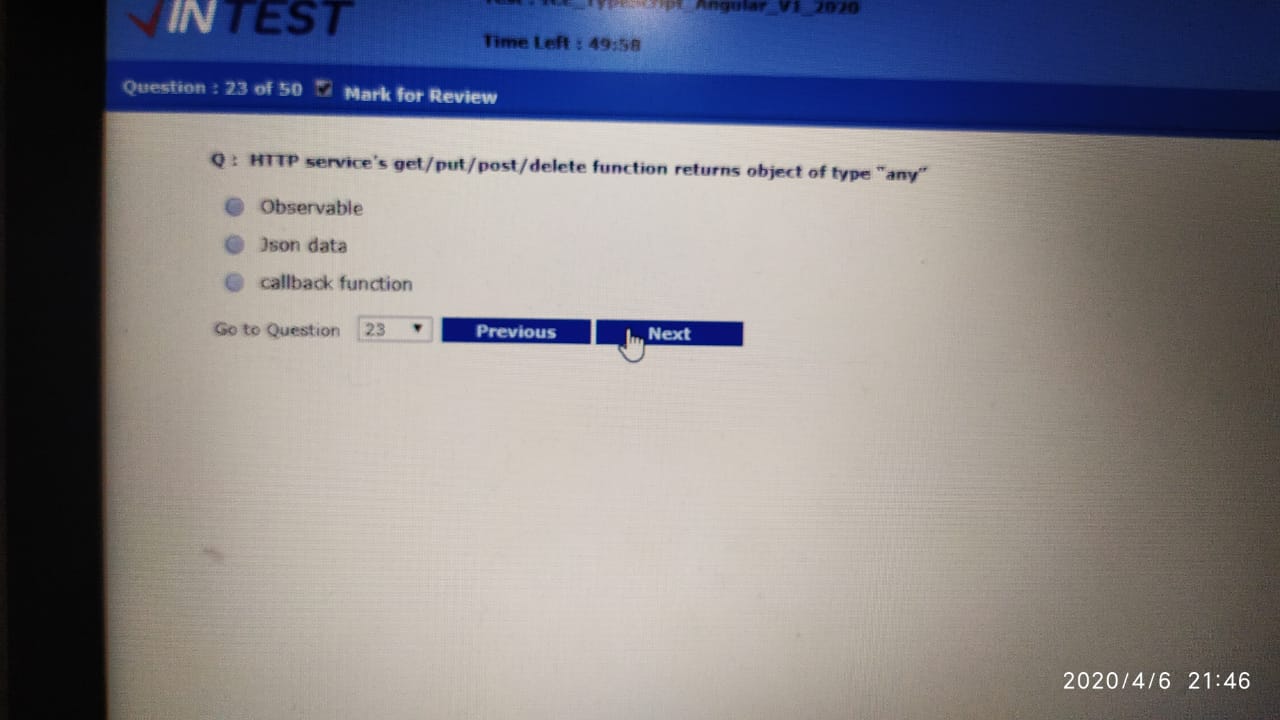 INTEST
Test : TCE_Typescript_Angular_V1_2020
Time Left : 49:58
Question : 23 of 50 Mark for Review
Q : HTTP service's get/put/post/delete function returns object of type "any"
Observable
Json data
callback function
Go to Question 23 Previous Next
2020/4/6 21:46